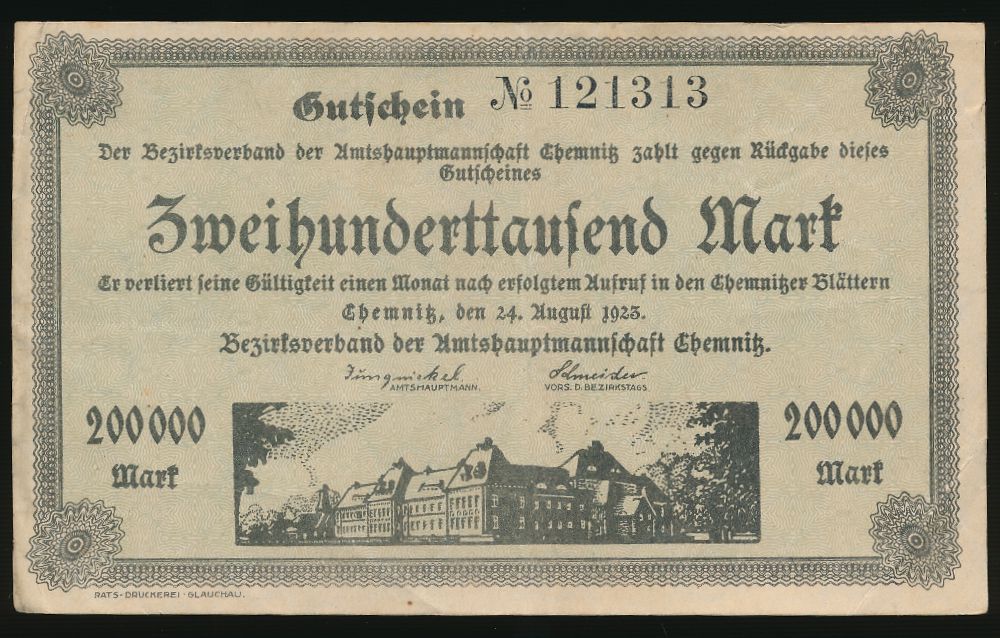 Gutschein № 121313
Der Bezirksverband der Amtshauptmannschaft Chemnitz zahlt gegen Rückgabe dieses
Gutscheines
Zweihunderttausend Mark
Er verliert seine Gültigkeit einen Monat nach erfolgtem Aufruf in den Chemnitzer Blättern
Chemnitz, den 24. August 1923.
Bezirksverband der Amtshauptmannschaft Chemnitz.
Jungnickel. Schneider
AMTSHAUPTMANN. VORS. D. BEZIRKSTAGS
200000 200000
Mark Mark
RATS-DRUCKEREI · GLAUCHAU.